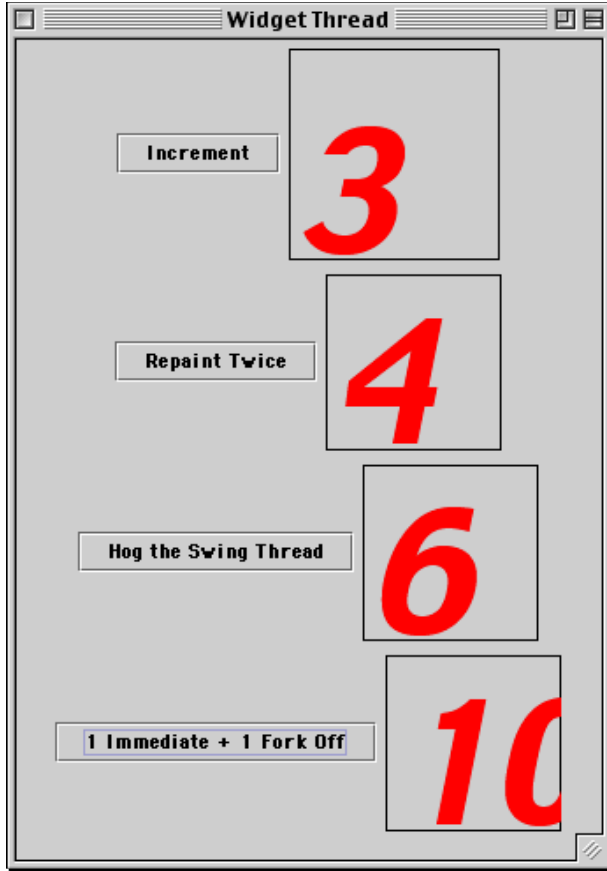 Widget Thread
Increment
3
Repaint Twice
4
Hog the Swing Thread
6
1 Immediate + 1 Fork Off
10